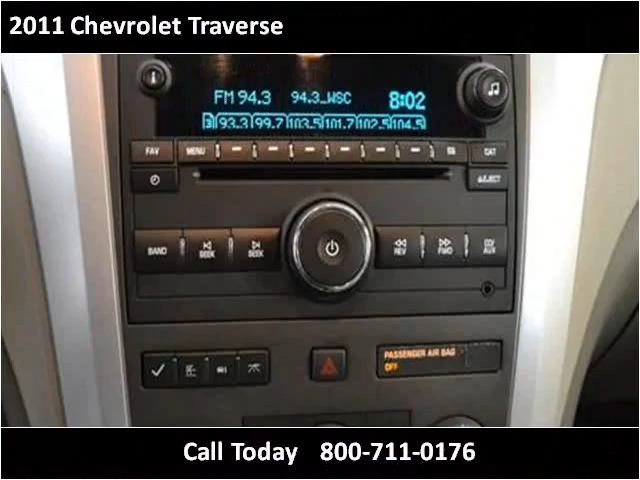 2011 Chevrolet Traverse
FM 94.3 94.3_WSC 8:02
3 93.3 99.7 103.5 101.7 102.5 104.5
FAV MENU CAT
EJECT
BAND SEEK SEEK REV FWD CD/AUX
PASSENGER AIR BAG
OFF
Call Today 800-711-0176